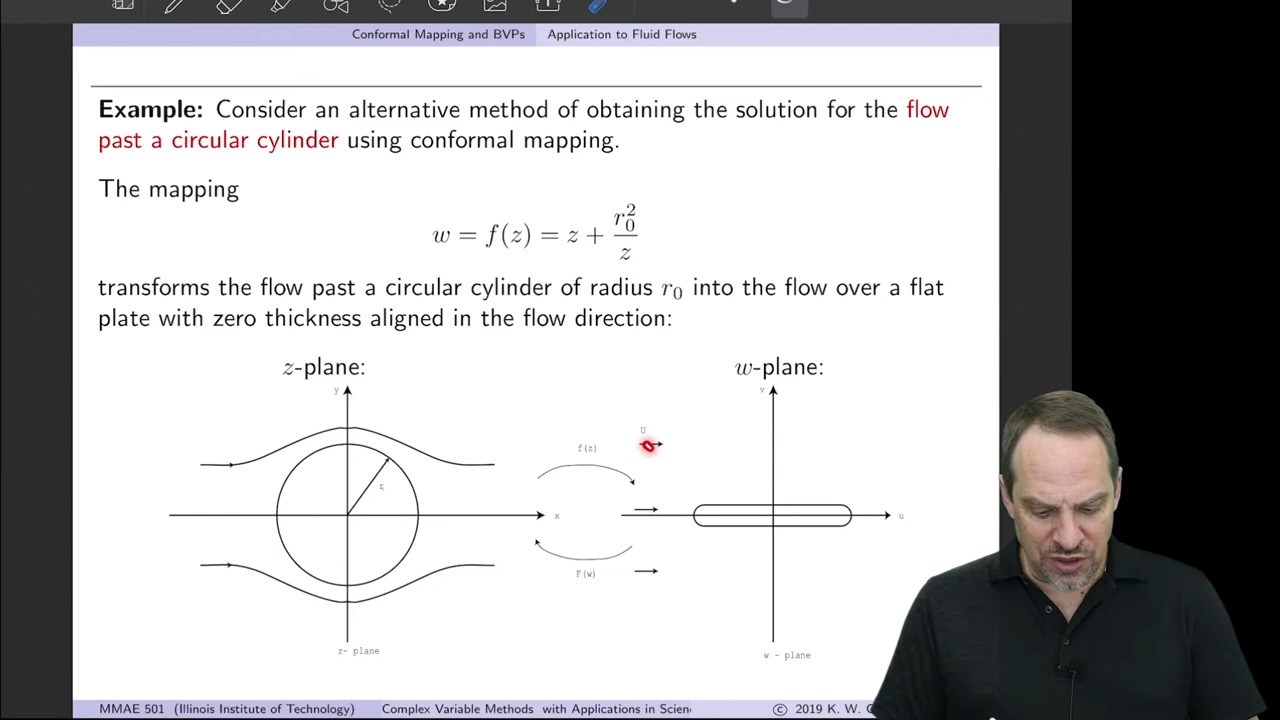 Conformal Mapping and BVPs Application to Fluid Flows
Example: Consider an alternative method of obtaining the solution for the flow
past a circular cylinder using conformal mapping.
The mapping
w = f(z) = z + r₀²/z
transforms the flow past a circular cylinder of radius r₀ into the flow over a flat
plate with zero thickness aligned in the flow direction:
z-plane: w-plane:
y v
U
f(z)
x u
F(w)
z- plane w - plane
MMAE 501 (Illinois Institute of Technology) Complex Variable Methods with Applications in Scien © 2019 K. W.